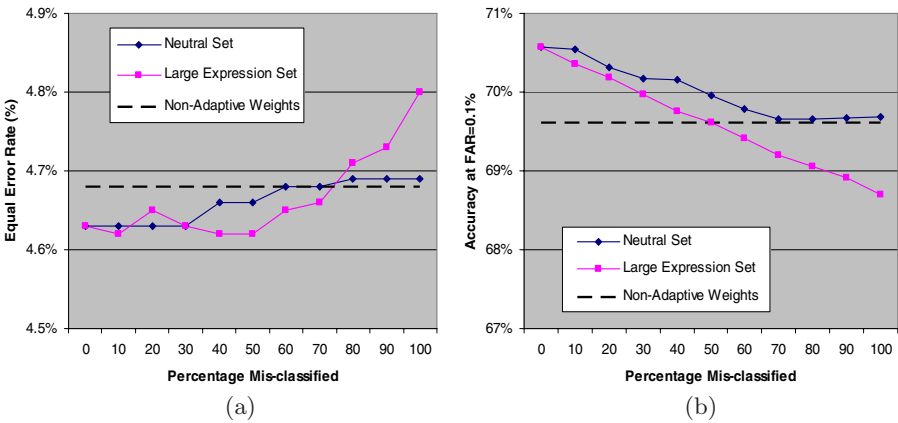 4.9%
4.8%
4.7%
4.6%
4.5%
Equal Error Rate (%)
Neutral Set
Large Expression Set
Non-Adaptive Weights
0 10 20 30 40 50 60 70 80 90 100
Percentage Mis-classified
(a)
71%
70%
69%
68%
67%
Accuracy at FAR=0.1%
Neutral Set
Large Expression Set
Non-Adaptive Weights
0 10 20 30 40 50 60 70 80 90 100
Percentage Mis-classified
(b)